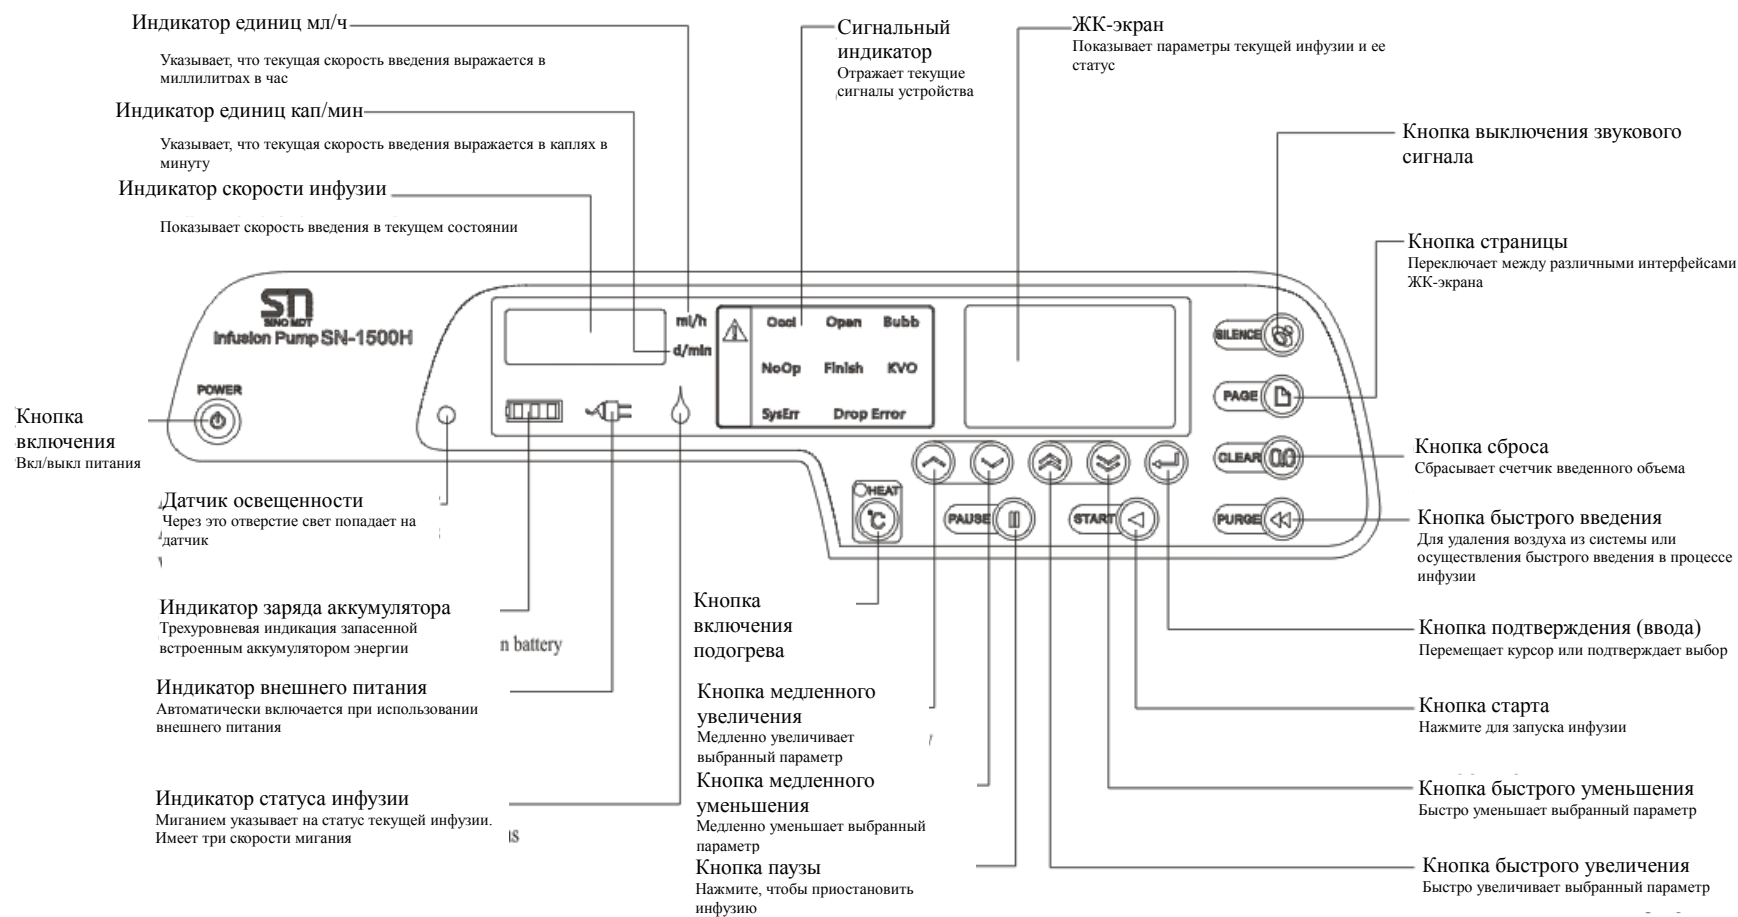 Индикатор единиц мл/ч
Указывает, что текущая скорость введения выражается в
миллилитрах в час
Индикатор единиц кап/мин
Указывает, что текущая скорость введения выражается в каплях в
минуту
Индикатор скорости инфузии
Показывает скорость введения в текущем состоянии
Сигнальный
индикатор
Отражает текущие
сигналы устройства
ЖК-экран
Показывает параметры текущей инфузии и ее
статус
Кнопка выключения звукового
сигнала
Кнопка страницы
Переключает между различными интерфейсами
ЖК-экрана
SN
SINO MDT
Infusion Pump SN-1500H
POWER
ml/h
d/min
Occl Open Bubb
NoOp Finish KVO
SysErr Drop Error
SILENCE
PAGE
CLEAR 0.0
PURGE
HEAT
°C
PAUSE
START
Кнопка
включения
Вкл/выкл питания
Датчик освещенности
Через это отверстие свет попадает на
датчик
Индикатор заряда аккумулятора
Трехуровневая индикация запасенной
встроенным аккумулятором энергии
n battery
Индикатор внешнего питания
Автоматически включается при использовании
внешнего питания
Индикатор статуса инфузии
Миганием указывает на статус текущей инфузии.
Имеет три скорости мигания
Кнопка
включения
подогрева
Кнопка медленного
увеличения
Медленно увеличивает
выбранный параметр
Кнопка медленного
уменьшения
Медленно уменьшает выбранный
параметр
Кнопка паузы
Нажмите, чтобы приостановить
инфузию
Кнопка сброса
Сбрасывает счетчик введенного объема
Кнопка быстрого введения
Для удаления воздуха из системы или
осуществления быстрого введения в процессе
инфузии
Кнопка подтверждения (ввода)
Перемещает курсор или подтверждает выбор
Кнопка старта
Нажмите для запуска инфузии
Кнопка быстрого уменьшения
Быстро уменьшает выбранный параметр
Кнопка быстрого увеличения
Быстро увеличивает выбранный параметр